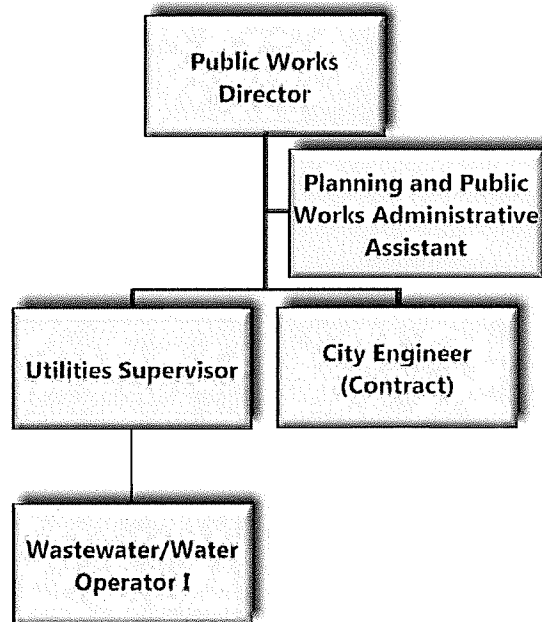 Public Works
Director
Planning and Public
Works Administrative
Assistant
Utilities Supervisor
City Engineer
(Contract)
Wastewater/Water
Operator I